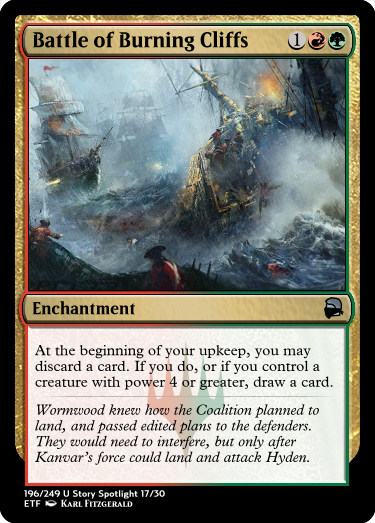 Battle of Burning Cliffs 1
Enchantment
At the beginning of your upkeep, you may
discard a card. If you do, or if you control a
creature with power 4 or greater, draw a card.
Wormwood knew how the Coalition planned to
land, and passed edited plans to the defenders.
They would need to interfere, but only after
Kanvar's force could land and attack Hyden.
196/249 U Story Spotlight 17/30
ETF Karl Fitzgerald